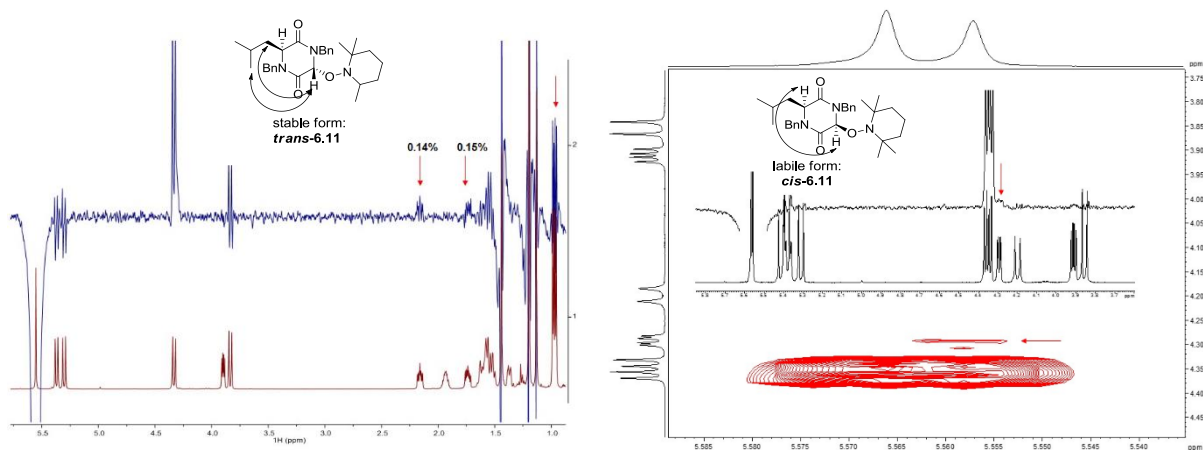 O
H
NBn
BnN
O
H
O
N
stable form:
trans-6.11
0.14%
0.15%
2
1
5.5 5.0 4.5 4.0 3.5 3.0 2.5 2.0 1.5 1.0
1H (ppm)
O
H
NBn
BnN
O
H
O
N
labile form:
cis-6.11
ppm
ppm
3.75
3.80
3.85
3.90
3.95
4.00
4.05
4.10
4.15
4.20
4.25
4.30
4.35
4.40
4.45
5.585 5.580 5.575 5.570 5.565 5.560 5.555 5.550 5.545 5.540 ppm